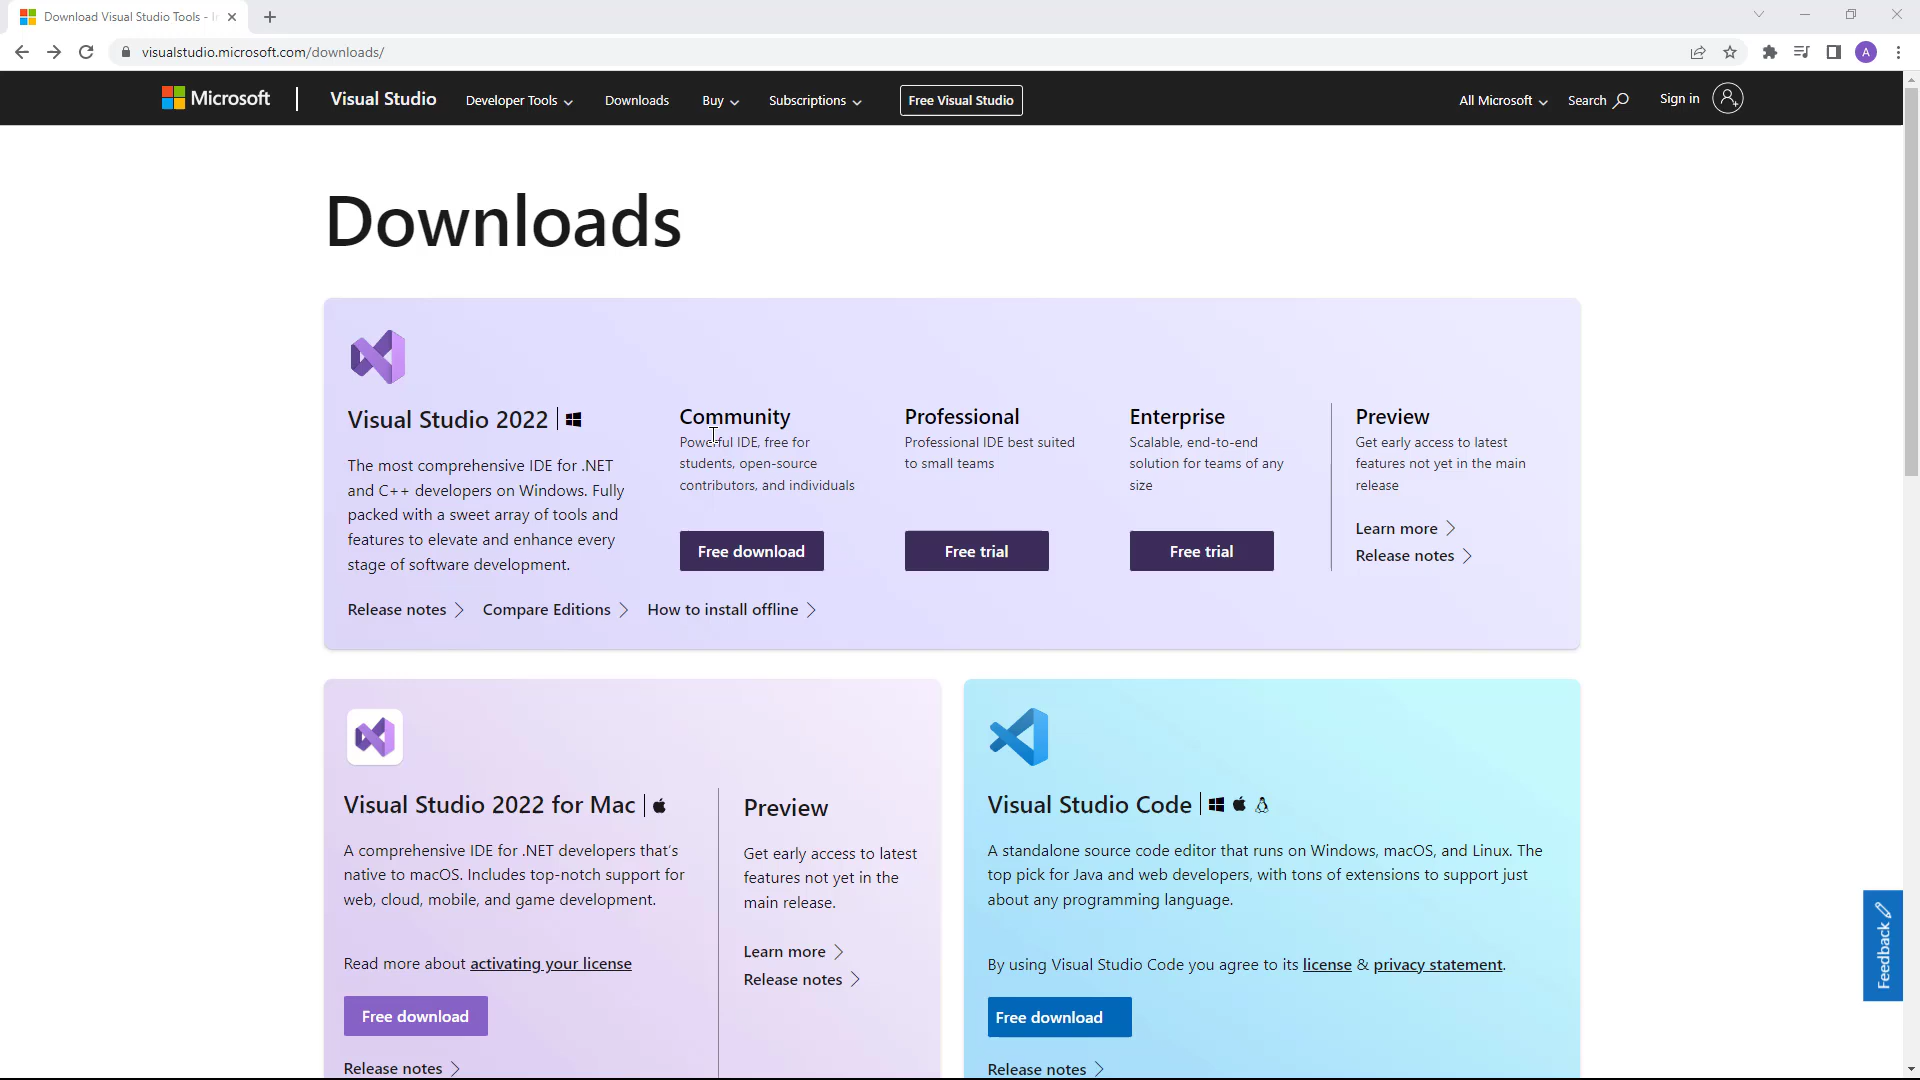 Download Visual Studio Tools - I
visualstudio.microsoft.com/downloads/
A
Microsoft
Visual Studio
Developer Tools
Downloads
Buy
Subscriptions
Free Visual Studio
All Microsoft
Search
Sign in
Downloads
Visual Studio 2022
The most comprehensive IDE for .NET
and C++ developers on Windows. Fully
packed with a sweet array of tools and
features to elevate and enhance every
stage of software development.
Community
Powerful IDE, free for
students, open-source
contributors, and individuals
Free download
Professional
Professional IDE best suited
to small teams
Free trial
Enterprise
Scalable, end-to-end
solution for teams of any
size
Free trial
Preview
Get early access to latest
features not yet in the main
release
Learn more
Release notes
Release notes
Compare Editions
How to install offline
Visual Studio 2022 for Mac
A comprehensive IDE for .NET developers that's
native to macOS. Includes top-notch support for
web, cloud, mobile, and game development.
Read more about activating your license
Free download
Release notes
Preview
Get early access to latest
features not yet in the
main release.
Learn more
Release notes
Visual Studio Code
A standalone source code editor that runs on Windows, macOS, and Linux. The
top pick for Java and web developers, with tons of extensions to support just
about any programming language.
By using Visual Studio Code you agree to its license & privacy statement.
Free download
Release notes
Feedback